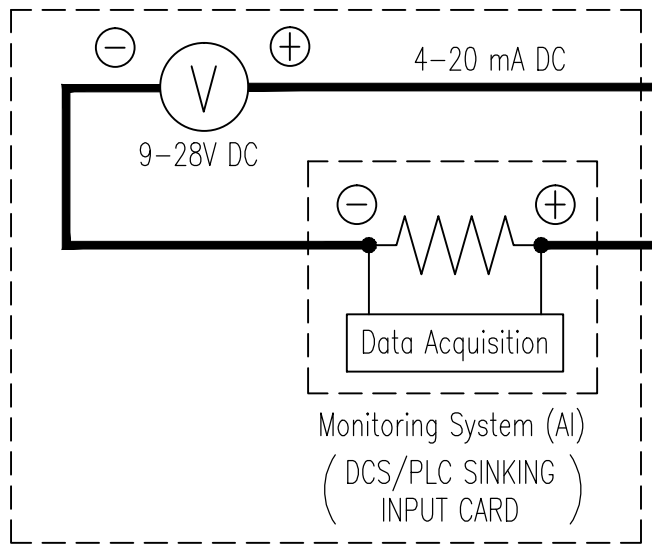 4-20 mA DC
V
9-28V DC
Data Acquisition
Monitoring System (AI)
(DCS/PLC SINKING
INPUT CARD)